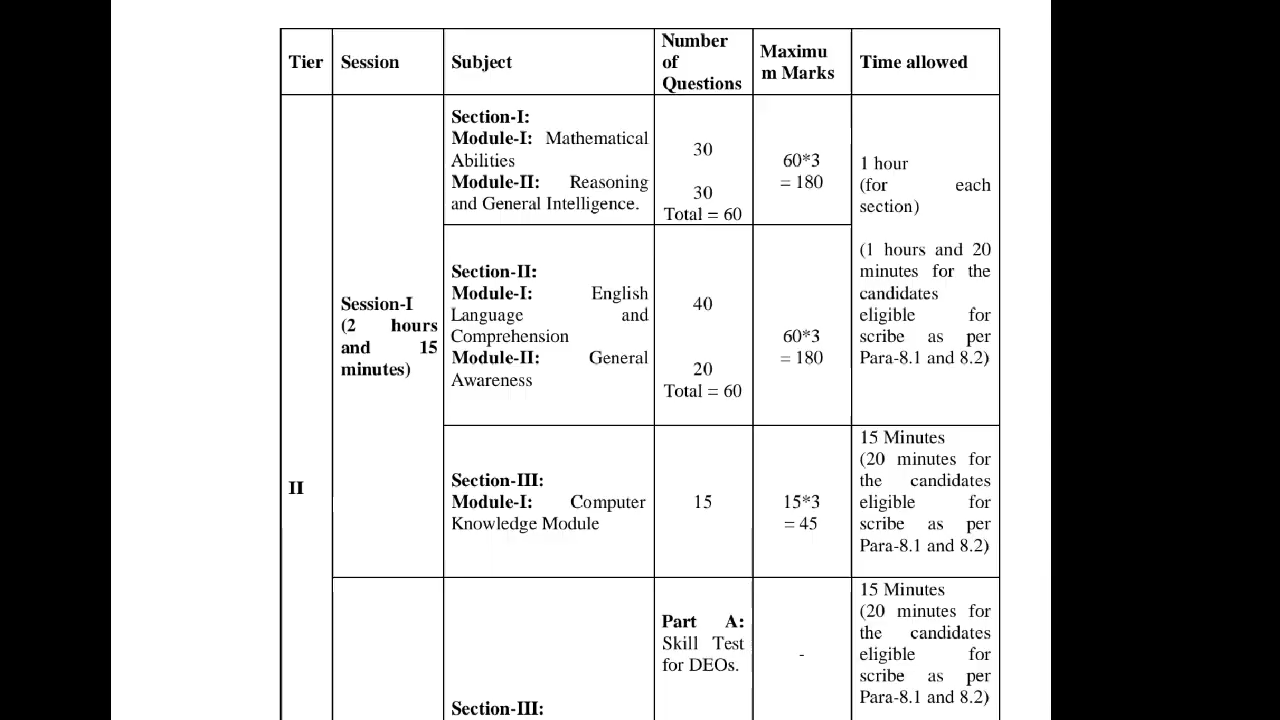 Tier
Session
Subject
Number
of
Questions
Maximu
m Marks
Time allowed
II
Session-I
(2 hours
and 15
minutes)
Section-I:
Module-I: Mathematical
Abilities
Module-II: Reasoning
and General Intelligence.
30
30
Total = 60
60*3
= 180
1 hour
(for each
section)
(1 hours and 20
minutes for the
candidates
eligible for
scribe as per
Para-8.1 and 8.2)
Section-II:
Module-I: English
Language and
Comprehension
Module-II: General
Awareness
40
20
Total = 60
60*3
= 180
Section-III:
Module-I: Computer
Knowledge Module
15
15*3
= 45
15 Minutes
(20 minutes for
the candidates
eligible for
scribe as per
Para-8.1 and 8.2)
Section-III:
Part A:
Skill Test
for DEOs.
-
15 Minutes
(20 minutes for
the candidates
eligible for
scribe as per
Para-8.1 and 8.2)